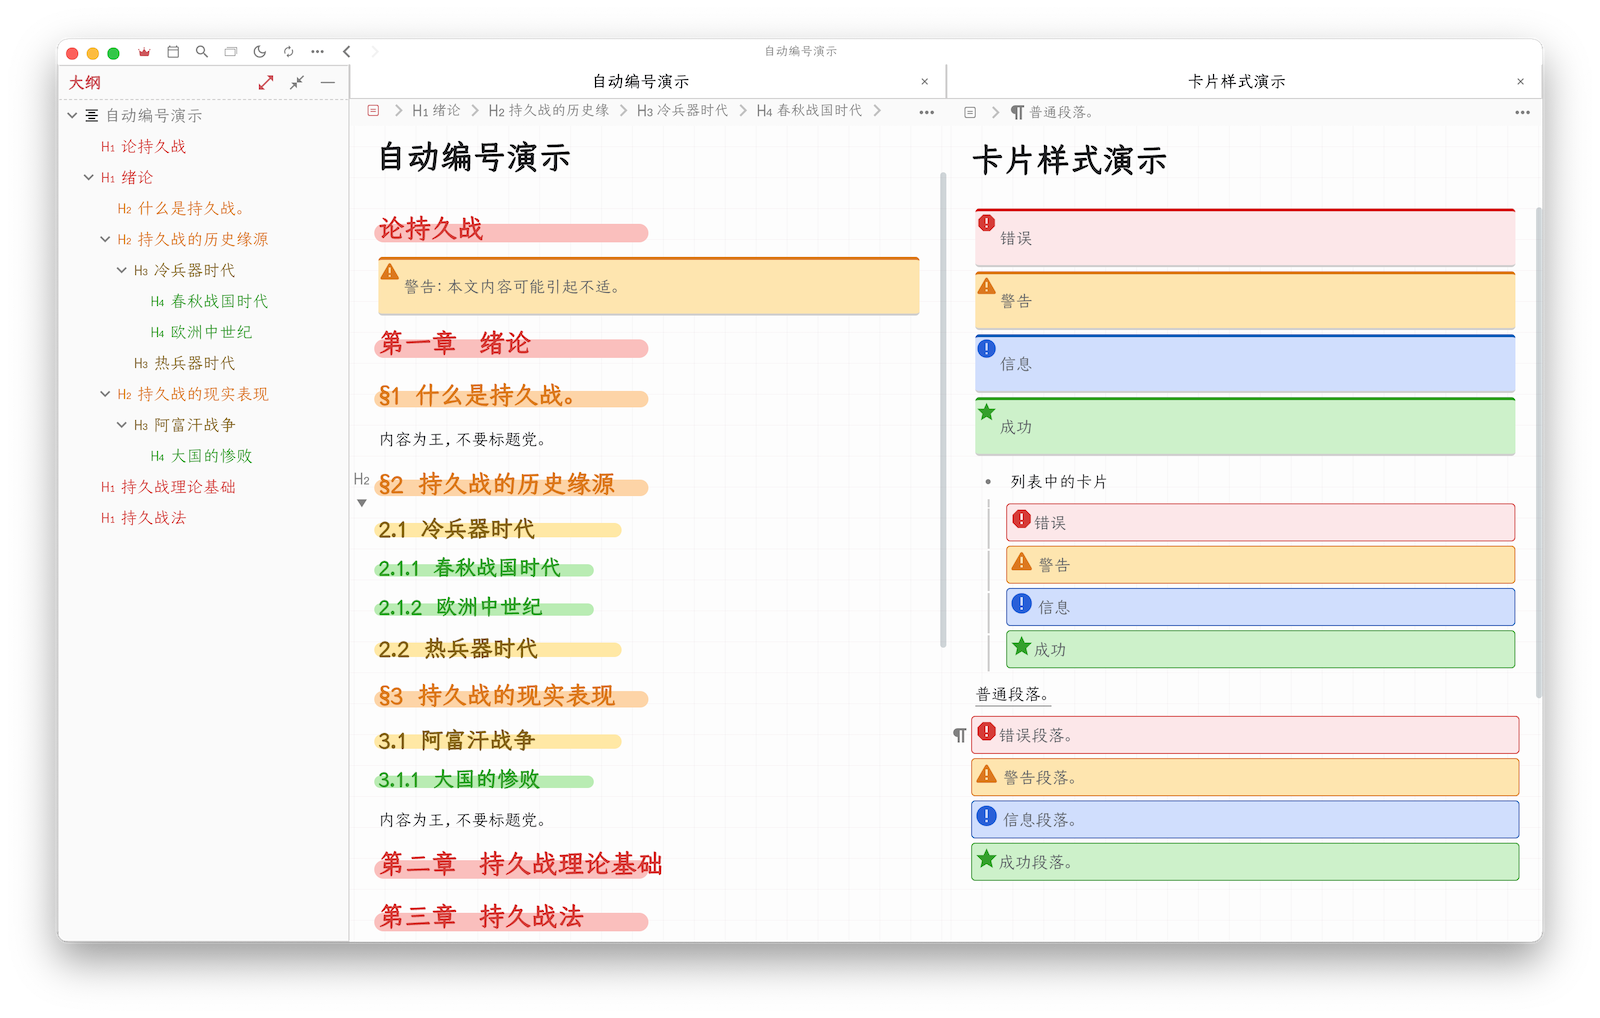 自动编号演示
大纲
自动编号演示
H1 论持久战
H1 绪论
H2 什么是持久战。
H2 持久战的历史缘源
H3 冷兵器时代
H4 春秋战国时代
H4 欧洲中世纪
H3 热兵器时代
H2 持久战的现实表现
H3 阿富汗战争
H4 大国的惨败
H1 持久战理论基础
H1 持久战法
自动编号演示
H1 绪论 H2 持久战的历史缘 H3 冷兵器时代 H4 春秋战国时代
自动编号演示
论持久战
警告: 本文内容可能引起不适。
第一章 绪论
§1 什么是持久战。
内容为王, 不要标题党。
H2
§2 持久战的历史缘源
2.1 冷兵器时代
2.1.1 春秋战国时代
2.1.2 欧洲中世纪
2.2 热兵器时代
§3 持久战的现实表现
3.1 阿富汗战争
3.1.1 大国的惨败
内容为王, 不要标题党。
第二章 持久战理论基础
第三章 持久战法
卡片样式演示
¶ 普通段落。
卡片样式演示
错误
警告
信息
成功
• 列表中的卡片
错误
警告
信息
成功
普通段落。
¶
错误段落。
警告段落。
信息段落。
成功段落。